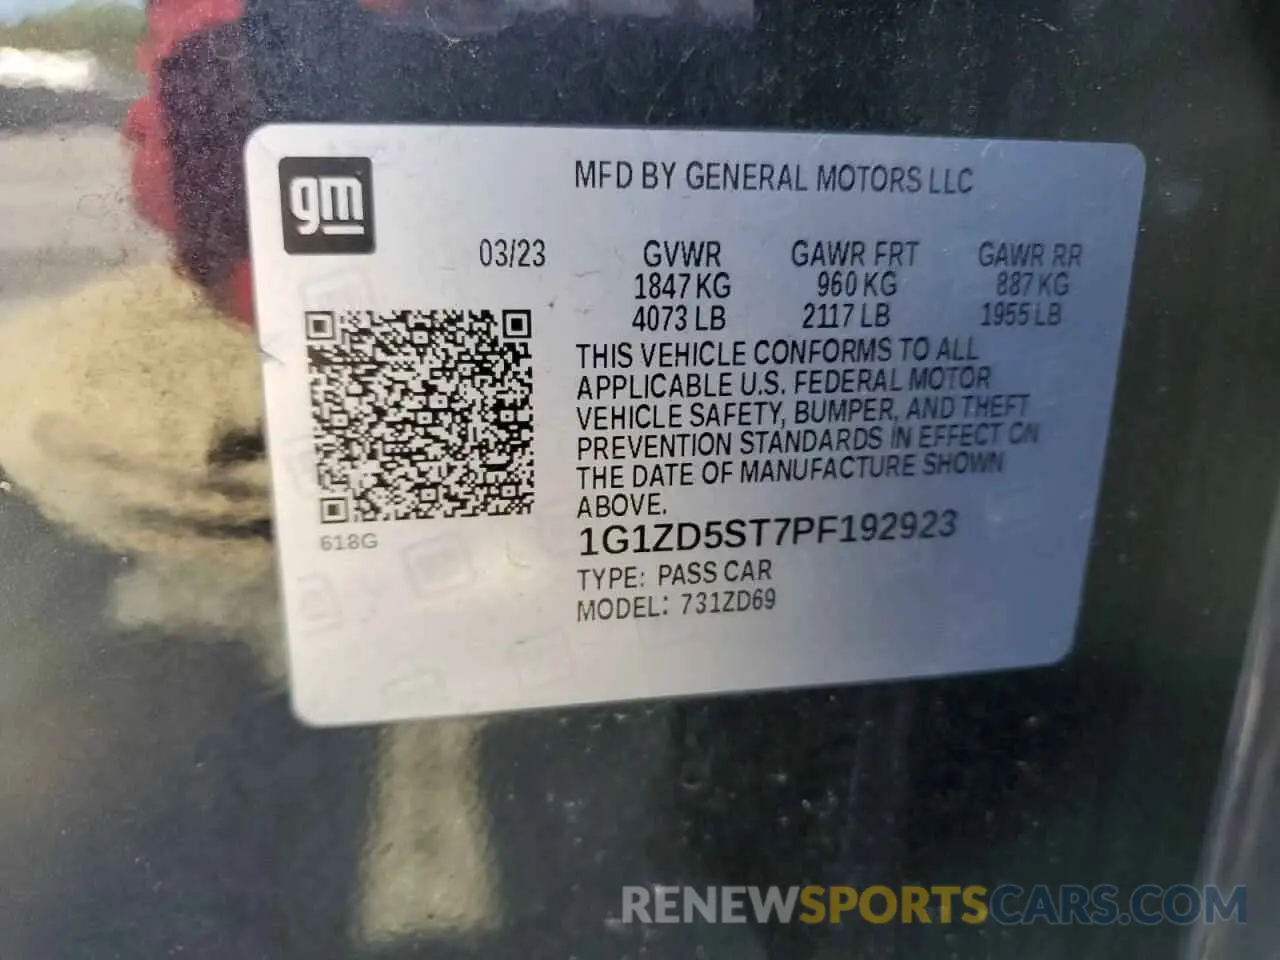 gm
MFD BY GENERAL MOTORS LLC
03/23 GVWR GAWR FRT GAWR RR
1847 KG 960 KG 887 KG
4073 LB 2117 LB 1955 LB
THIS VEHICLE CONFORMS TO ALL
APPLICABLE U.S. FEDERAL MOTOR
VEHICLE SAFETY, BUMPER, AND THEFT
PREVENTION STANDARDS IN EFFECT ON
THE DATE OF MANUFACTURE SHOWN
ABOVE.
618G
1G1ZD5ST7PF192923
TYPE: PASS CAR
MODEL: 731ZD69
RENEWSPORTSCARS.COM